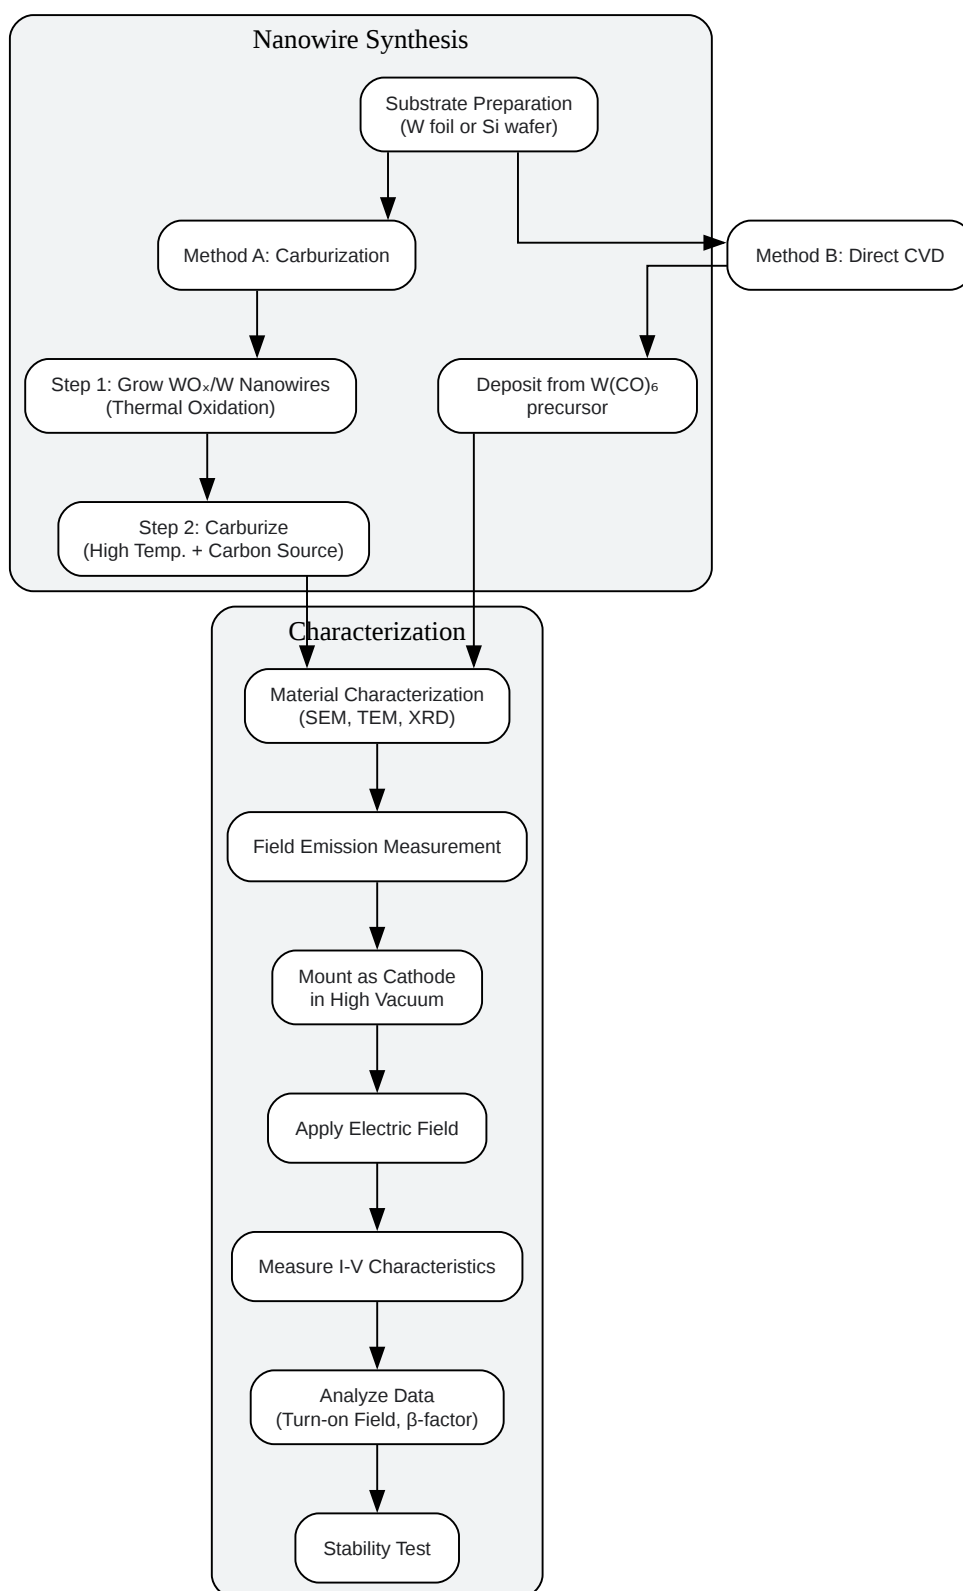 Nanowire Synthesis
Substrate Preparation
(W foil or Si wafer)
Method A: Carburization
Method B: Direct CVD
Step 1: Grow WOₓ/W Nanowires
(Thermal Oxidation)
Deposit from W(CO)₆
precursor
Step 2: Carburize
(High Temp. + Carbon Source)
Characterization
Material Characterization
(SEM, TEM, XRD)
Field Emission Measurement
Mount as Cathode
in High Vacuum
Apply Electric Field
Measure I-V Characteristics
Analyze Data
(Turn-on Field, β-factor)
Stability Test